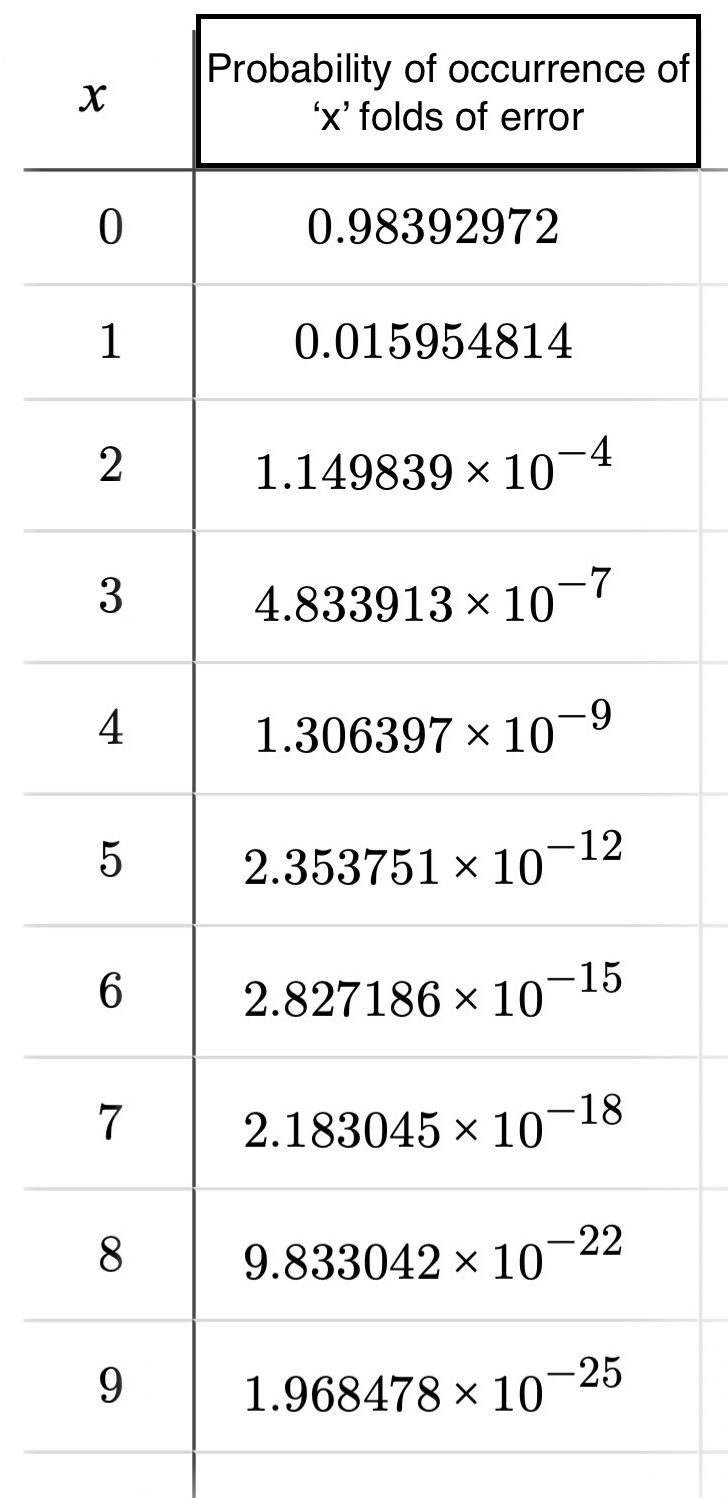 x Probability of occurrence of
‘x’ folds of error
0 0.98392972
1 0.015954814
2 1.149839 × 10⁻⁴
3 4.833913 × 10⁻⁷
4 1.306397 × 10⁻⁹
5 2.353751 × 10⁻¹²
6 2.827186 × 10⁻¹⁵
7 2.183045 × 10⁻¹⁸
8 9.833042 × 10⁻²²
9 1.968478 × 10⁻²⁵